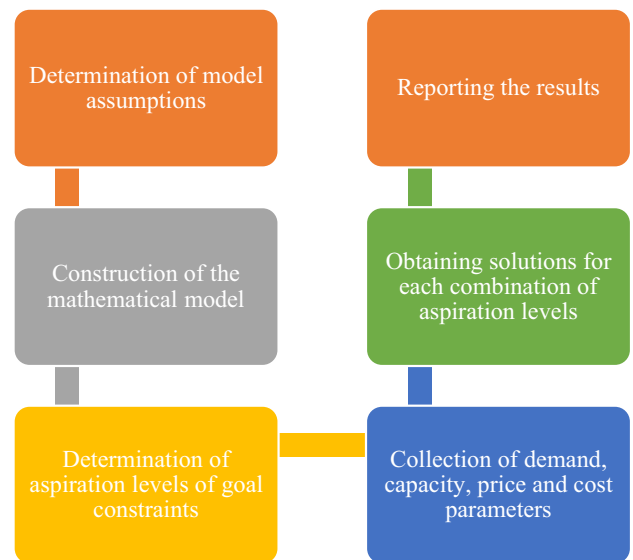 Determination of model
assumptions
Construction of the
mathematical model
Determination of
aspiration levels of goal
constraints
Collection of demand,
capacity, price and cost
parameters
Obtaining solutions for
each combination of
aspiration levels
Reporting the results